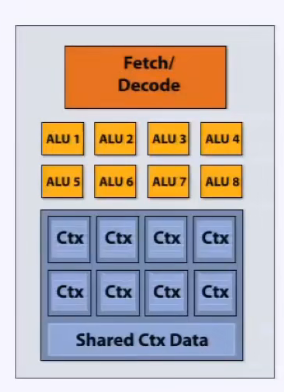 Fetch/
Decode
ALU 1 ALU 2 ALU 3 ALU 4
ALU 5 ALU 6 ALU 7 ALU 8
Ctx Ctx Ctx Ctx
Ctx Ctx Ctx Ctx
Shared Ctx Data